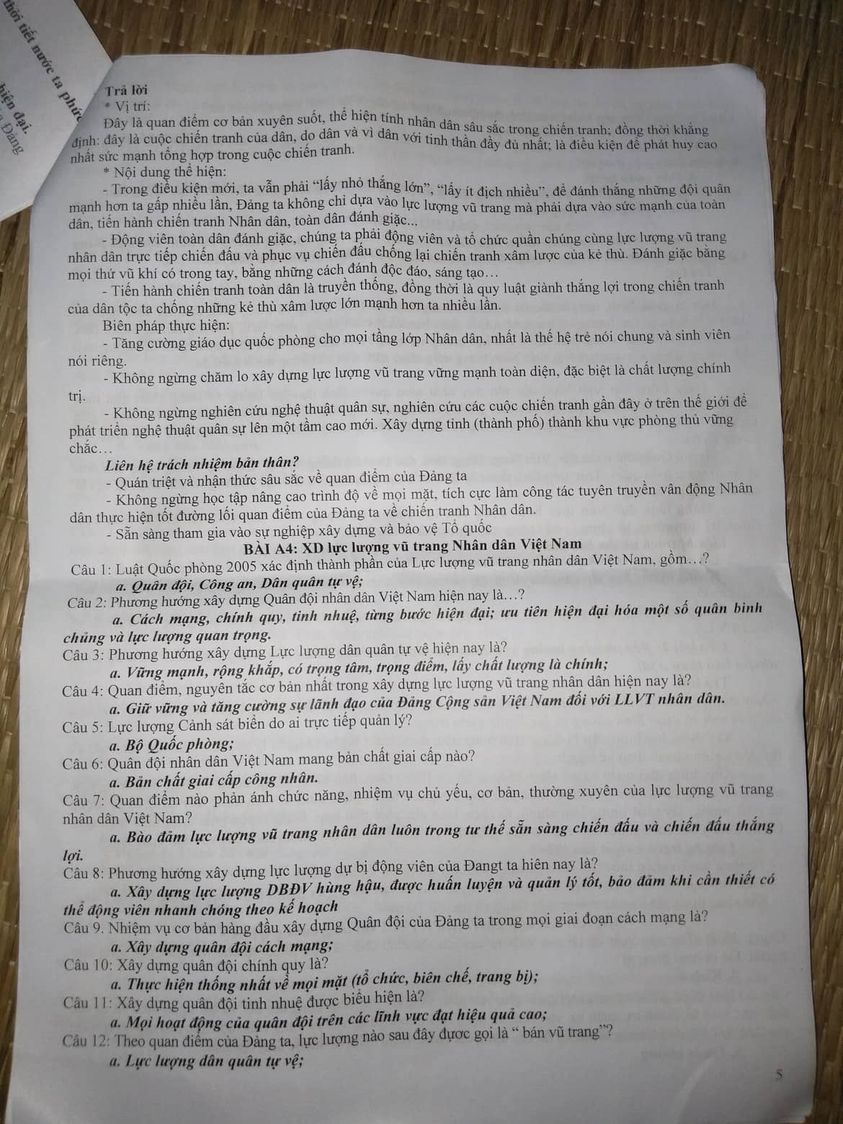 thời tiết nước ta phức
hiện đại.
Đảng
Trả lời
* Vị trí:
Đây là quan điểm cơ bản xuyên suốt, thể hiện tính nhân dân sâu sắc trong chiến tranh; đồng thời khẳng
định: đây là cuộc chiến tranh của dân, do dân và vì dân với tinh thần đầy đủ nhất; là điều kiện để phát huy cao
nhất sức mạnh tổng hợp trong cuộc chiến tranh.
* Nội dung thể hiện:
- Trong điều kiện mới, ta vẫn phải “lấy nhỏ thắng lớn”, “lấy ít địch nhiều”, để đánh thắng những đội quân
mạnh hơn ta gấp nhiều lần, Đảng ta không chỉ dựa vào lực lượng vũ trang mà phải dựa vào sức mạnh của toàn
dân, tiến hành chiến tranh Nhân dân, toàn dân đánh giặc...
- Động viên toàn dân đánh giặc, chúng ta phải động viên và tổ chức quần chúng cùng lực lượng vũ trang
nhân dân trực tiếp chiến đấu và phục vụ chiến đấu chống lại chiến tranh xâm lược của kẻ thù. Đánh giặc bằng
mọi thứ vũ khí có trong tay, bằng những cách đánh độc đáo, sáng tạo…
- Tiến hành chiến tranh toàn dân là truyền thống, đồng thời là quy luật giành thắng lợi trong chiến tranh
của dân tộc ta chống những kẻ thù xâm lược lớn mạnh hơn ta nhiều lần.
Biên pháp thực hiện:
- Tăng cường giáo dục quốc phòng cho mọi tầng lớp Nhân dân, nhất là thế hệ trẻ nói chung và sinh viên
nói riêng.
- Không ngừng chăm lo xây dựng lực lượng vũ trang vững mạnh toàn diện, đặc biệt là chất lượng chính
trị.
- Không ngừng nghiên cứu nghệ thuật quân sự, nghiên cứu các cuộc chiến tranh gần đây ở trên thế giới để
phát triển nghệ thuật quân sự lên một tầm cao mới. Xây dựng tỉnh (thành phố) thành khu vực phòng thủ vững
chắc…
Liên hệ trách nhiệm bản thân?
- Quán triệt và nhận thức sâu sắc về quan điểm của Đảng ta
- Không ngừng học tập nâng cao trình độ về mọi mặt, tích cực làm công tác tuyên truyền vân động Nhân
dân thực hiện tốt đường lối quan điểm của Đảng ta về chiến tranh Nhân dân.
- Sẵn sàng tham gia vào sự nghiệp xây dựng và bảo vệ Tổ quốc
BÀI A4: XD lực lượng vũ trang Nhân dân Việt Nam
Câu 1: Luật Quốc phòng 2005 xác định thành phần của Lực lượng vũ trang nhân dân Việt Nam, gồm…?
a. Quân đội, Công an, Dân quân tự vệ;
Câu 2: Phương hướng xây dựng Quân đội nhân dân Việt Nam hiện nay là…?
a. Cách mạng, chính quy, tinh nhuệ, từng bước hiện đại; ưu tiên hiện đại hóa một số quân binh
chủng và lực lượng quan trọng.
Câu 3: Phương hướng xây dựng Lực lượng dân quân tự vệ hiện nay là?
a. Vững mạnh, rộng khắp, có trọng tâm, trọng điểm, lấy chất lượng là chính;
Câu 4: Quan điểm, nguyên tắc cơ bản nhất trong xây dựng lực lượng vũ trang nhân dân hiện nay là?
a. Giữ vững và tăng cường sự lãnh đạo của Đảng Cộng sản Việt Nam đối với LLVT nhân dân.
Câu 5: Lực lượng Cảnh sát biển do ai trực tiếp quản lý?
a. Bộ Quốc phòng;
Câu 6: Quân đội nhân dân Việt Nam mang bản chất giai cấp nào?
a. Bản chất giai cấp công nhân.
Câu 7: Quan điểm nào phản ánh chức năng, nhiệm vụ chủ yếu, cơ bản, thường xuyên của lực lượng vũ trang
nhân dân Việt Nam?
a. Bảo đảm lực lượng vũ trang nhân dân luôn trong tư thế sẵn sàng chiến đấu và chiến đấu thắng
lợi.
Câu 8: Phương hướng xây dựng lực lượng dự bị động viên của Đangt ta hiên nay là?
a. Xây dựng lực lượng DBĐV hùng hậu, được huấn luyện và quản lý tốt, bảo đảm khi cần thiết có
thể động viên nhanh chóng theo kế hoạch
Câu 9. Nhiệm vụ cơ bản hàng đầu xây dựng Quân đội của Đảng ta trong mọi giai đoạn cách mạng là?
a. Xây dựng quân đội cách mạng;
Câu 10: Xây dựng quân đội chính quy là?
a. Thực hiện thống nhất về mọi mặt (tổ chức, biên chế, trang bị);
Câu 11: Xây dựng quân đội tinh nhuệ được biểu hiện là?
a. Mọi hoạt động của quân đội trên các lĩnh vực đạt hiệu quả cao;
Câu 12: Theo quan điểm của Đảng ta, lực lượng nào sau đây được gọi là “ bán vũ trang”?
a. Lực lượng dân quân tự vệ;
5